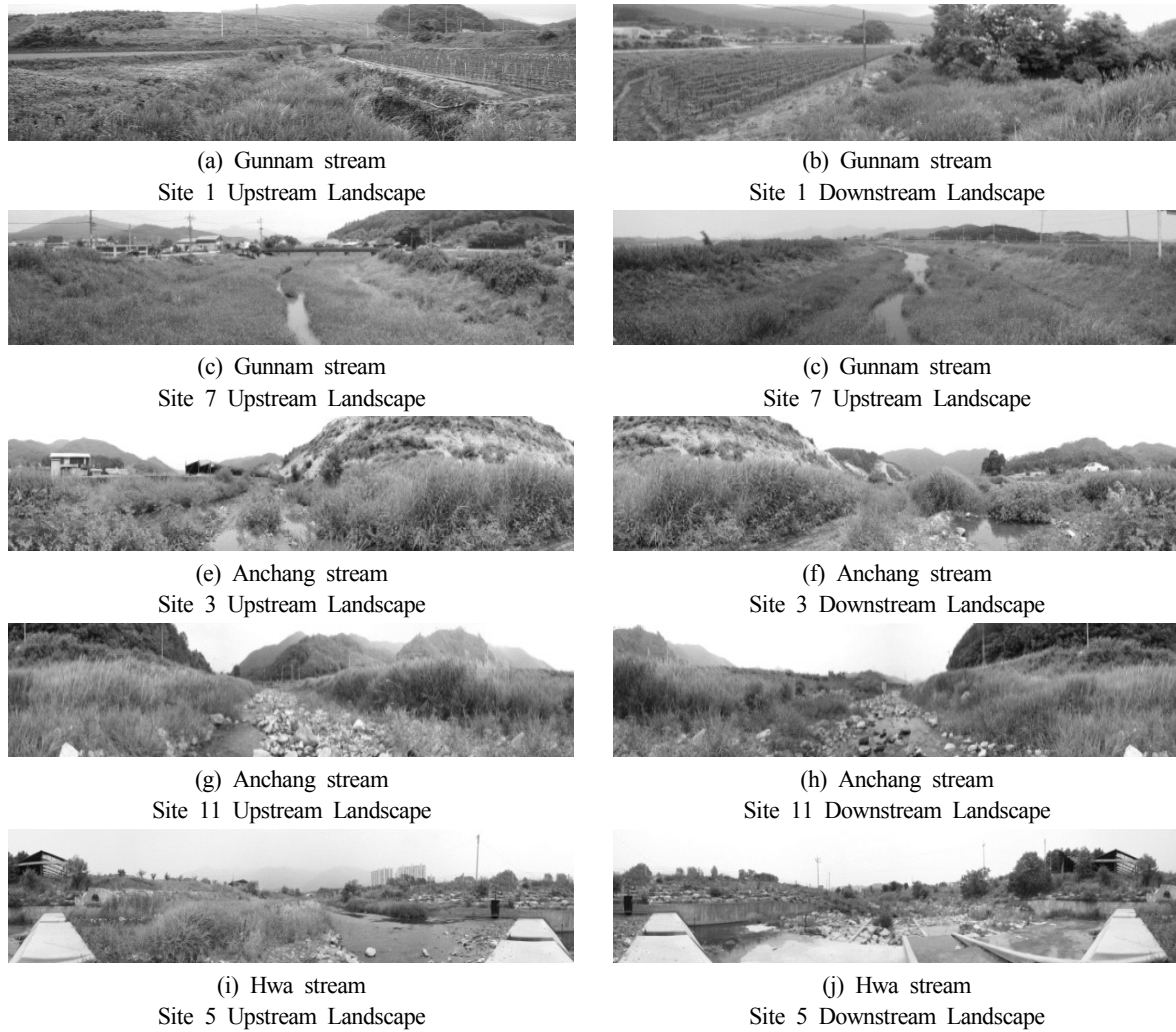 (a) Gunnam stream
Site 1 Upstream Landscape
(b) Gunnam stream
Site 1 Downstream Landscape
(c) Gunnam stream
Site 7 Upstream Landscape
(c) Gunnam stream
Site 7 Upstream Landscape
(e) Anchang stream
Site 3 Upstream Landscape
(f) Anchang stream
Site 3 Downstream Landscape
(g) Anchang stream
Site 11 Upstream Landscape
(h) Anchang stream
Site 11 Downstream Landscape
(i) Hwa stream
Site 5 Upstream Landscape
(j) Hwa stream
Site 5 Downstream Landscape